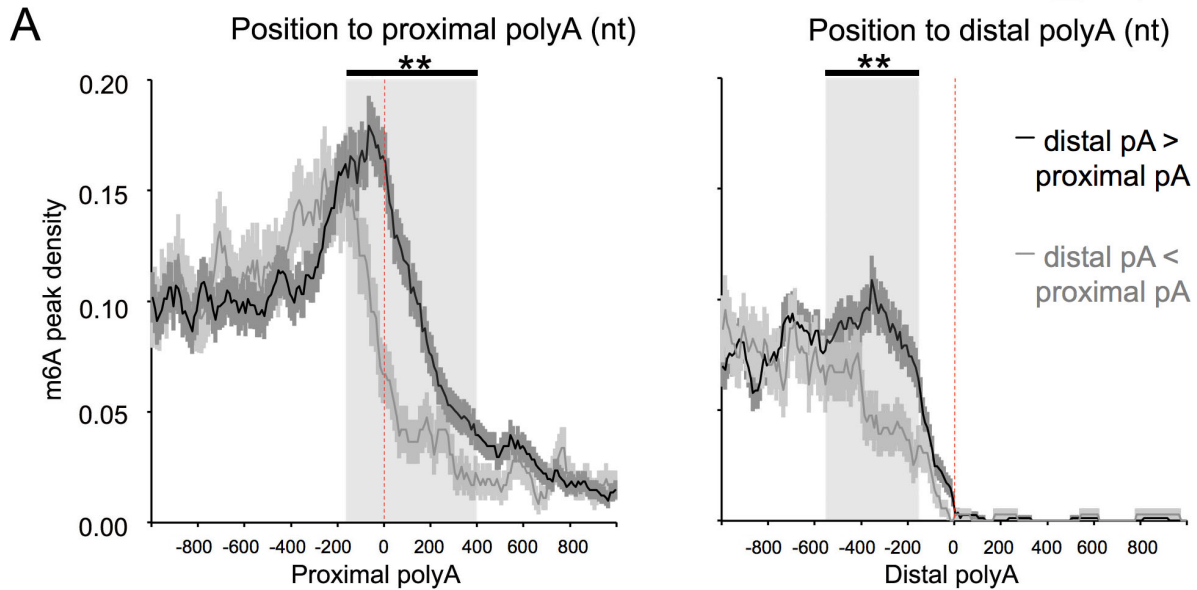 A
Position to proximal polyA (nt)
**
m6A peak density
0.20
0.15
0.10
0.05
0.00
-800 -600 -400 -200 0 200 400 600 800
Proximal polyA
Position to distal polyA (nt)
**
-800 -600 -400 -200 0 200 400 600 800
Distal polyA
distal pA >
proximal pA
distal pA <
proximal pA